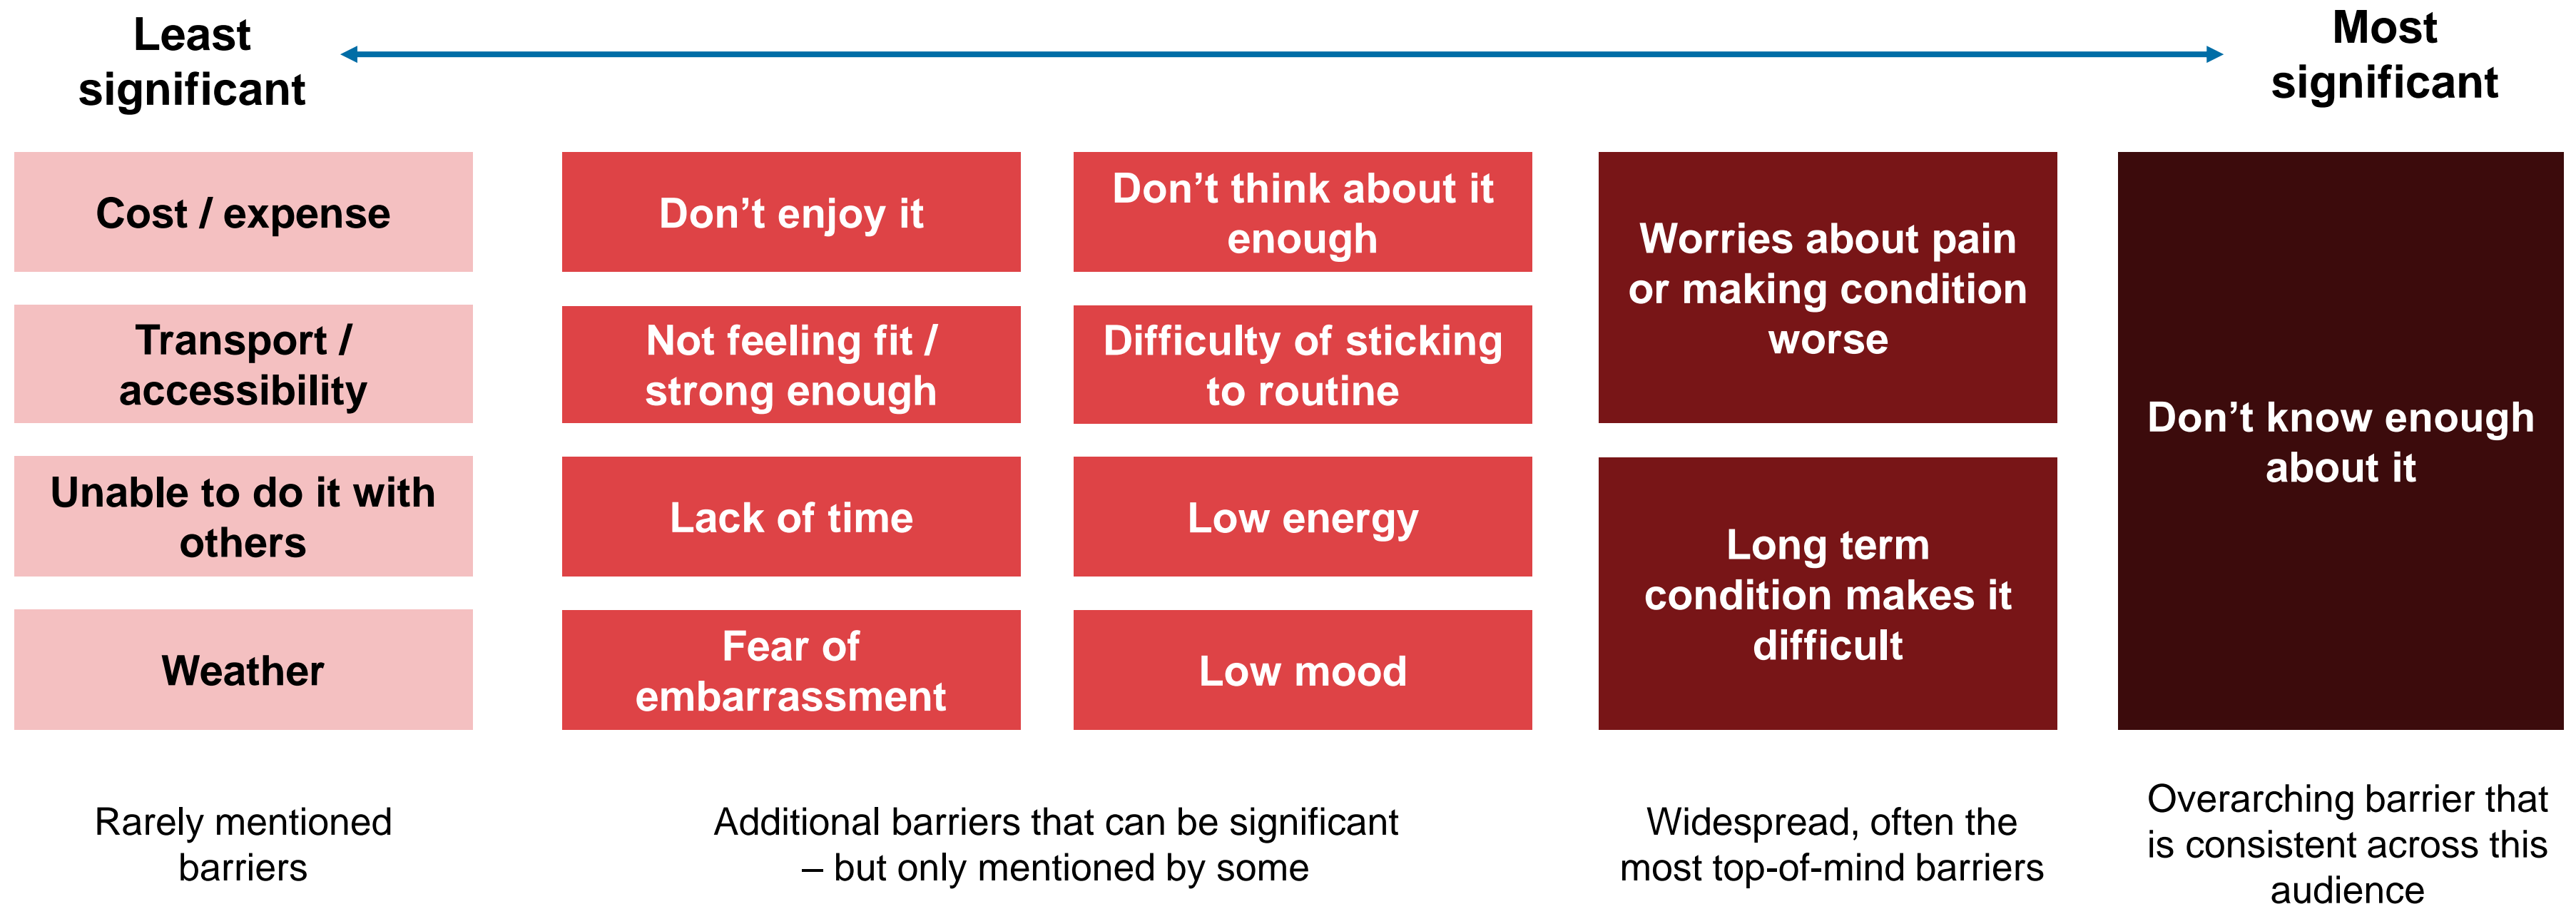 Least
significant
Most
significant
Cost / expense
Transport /
accessibility
Unable to do it with
others
Weather
Don’t enjoy it
Not feeling fit /
strong enough
Lack of time
Fear of
embarrassment
Don’t think about it
enough
Difficulty of sticking
to routine
Low energy
Low mood
Worries about pain
or making condition
worse
Long term
condition makes it
difficult
Don’t know enough
about it
Rarely mentioned
barriers
Additional barriers that can be significant
– but only mentioned by some
Widespread, often the
most top-of-mind barriers
Overarching barrier that
is consistent across this
audience